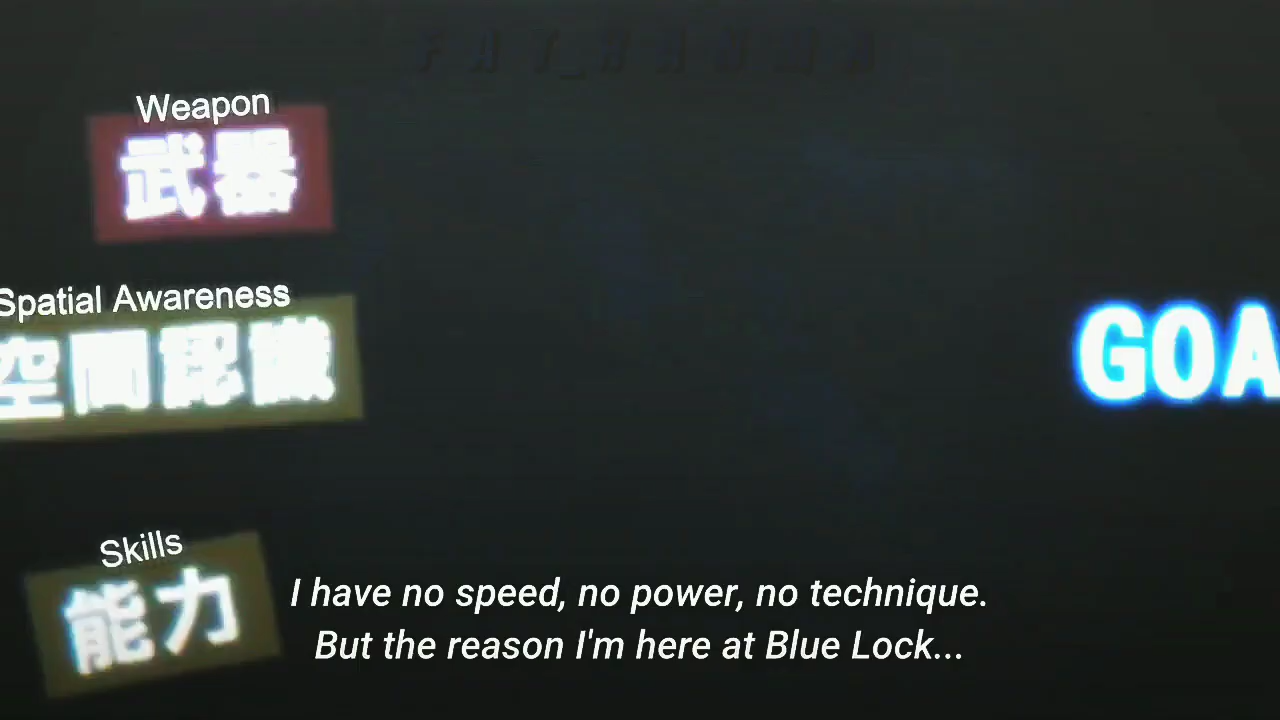 FAT_HANMA
Weapon
武器
Spatial Awareness
空間認識
GOA
Skills
能力
I have no speed, no power, no technique.
But the reason I'm here at Blue Lock...